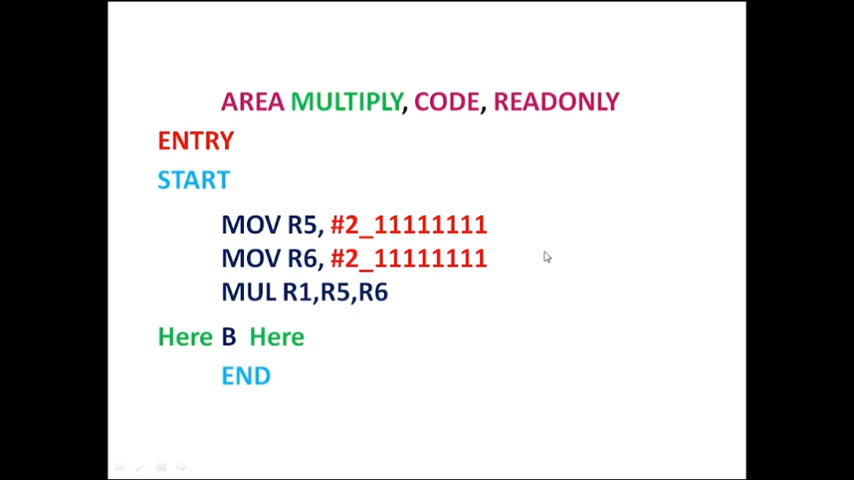 AREA MULTIPLY, CODE, READONLY
ENTRY
START
MOV R5, #2_11111111
MOV R6, #2_11111111
MUL R1,R5,R6
Here B Here
END